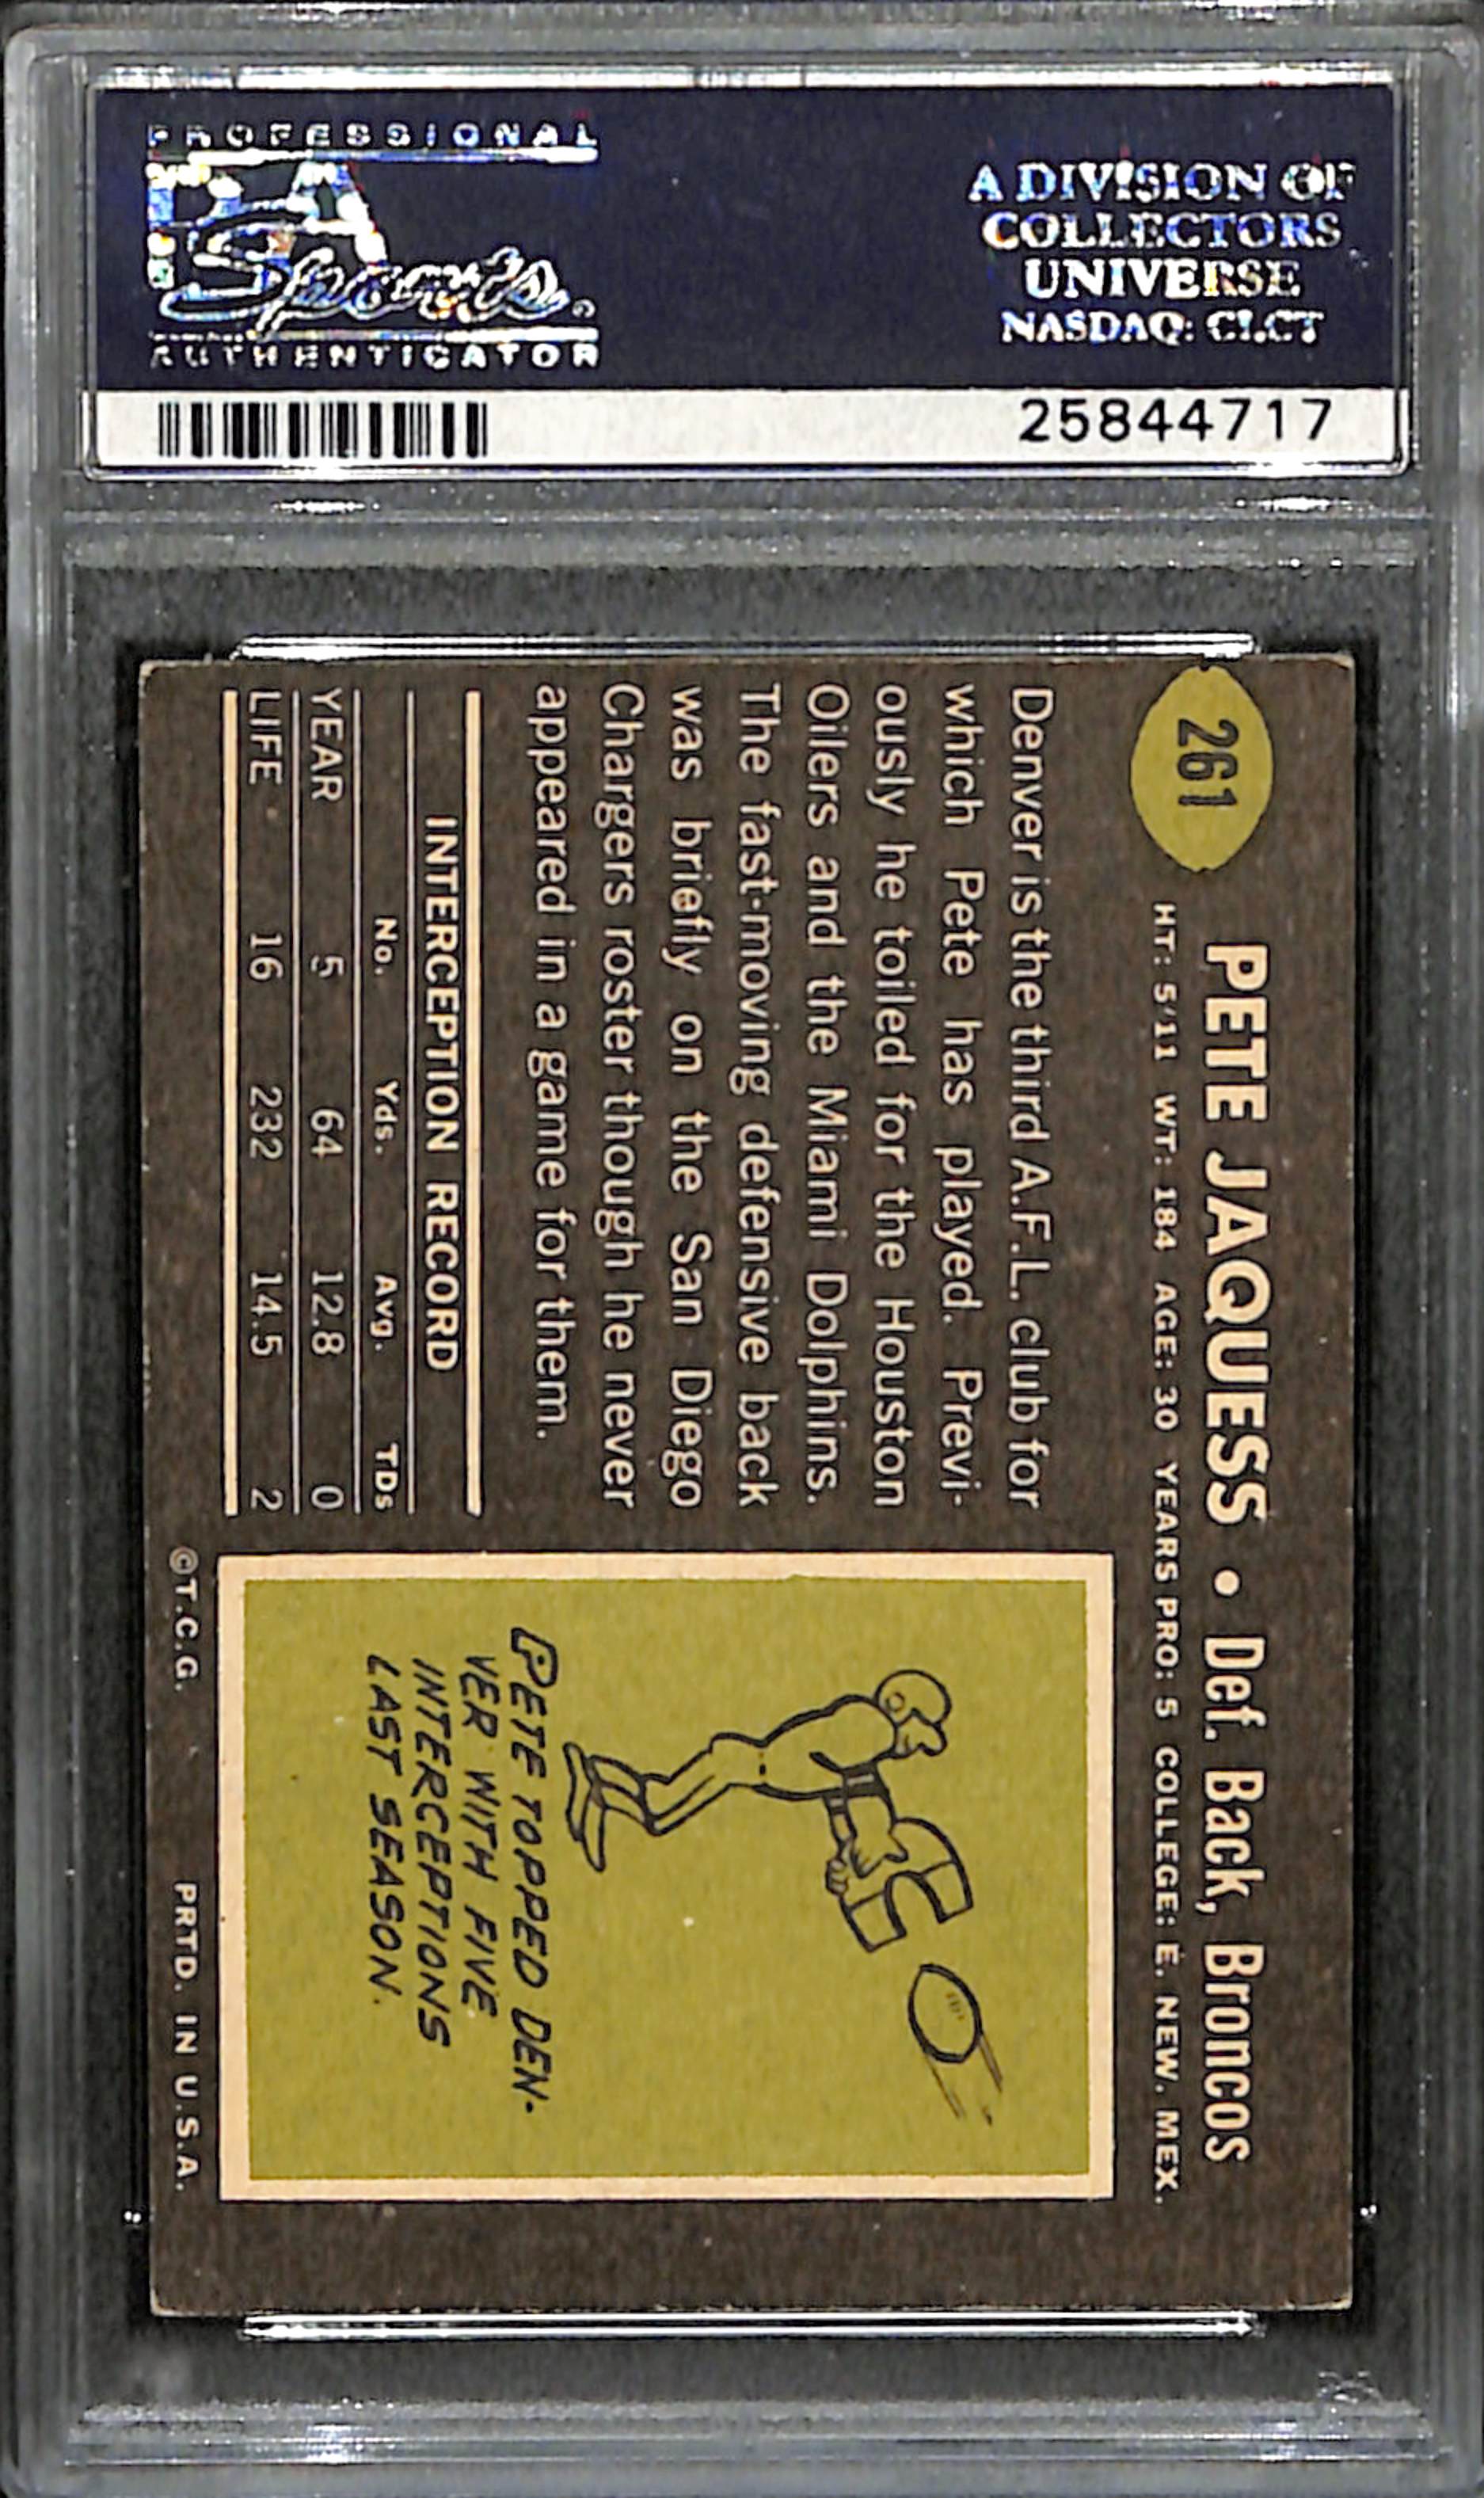 PROFESSIONAL
PSA
Sports
AUTHENTICATOR
A DIVISION OF
COLLECTORS
UNIVERSE
NASDAQ: CLCT
25844717
261
PETE JAQUESS • Def. Back, Broncos
HT: 5'11 WT: 184 AGE: 30 YEARS PRO: 5 COLLEGE: E. NEW. MEX.
Denver is the third A.F.L. club for
which Pete has played. Previ-
ously he toiled for the Houston
Oilers and the Miami Dolphins.
The fast-moving defensive back
was briefly on the San Diego
Chargers roster though he never
appeared in a game for them.
INTERCEPTION RECORD
No. Yds. Avg. TDs
YEAR 5 64 12.8 0
LIFE 16 232 14.5 2
PETE TOPPED DEN-
VER WITH FIVE
INTERCEPTIONS
LAST SEASON.
©T.C.G. PRTD. IN U.S.A.